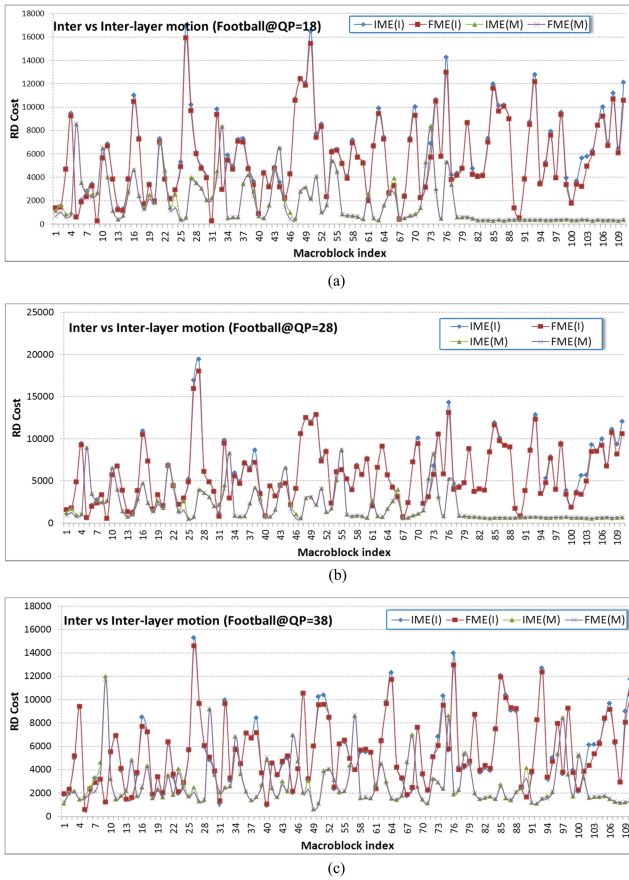 Inter vs Inter-layer motion (Football@QP=18)
IME(I) FME(I) IME(M) FME(M)
RD Cost
18000
16000
14000
12000
10000
8000
6000
4000
2000
0
1 4 7 10 13 16 19 22 25 28 31 34 37 40 43 46 49 52 55 58 61 64 67 70 73 76 79 82 85 88 91 94 97 100 103 106 109
Macroblock index
(a)
Inter vs Inter-layer motion (Football@QP=28)
IME(I) FME(I)
IME(M) FME(M)
RD Cost
25000
20000
15000
10000
5000
0
1 4 7 10 13 16 19 22 25 28 31 34 37 40 43 46 49 52 55 58 61 64 67 70 73 76 79 82 85 88 91 94 97 100 103 106 109
Macroblock index
(b)
Inter vs Inter-layer motion (Football@QP=38)
IME(I) FME(I) IME(M) FME(M)
RD Cost
18000
16000
14000
12000
10000
8000
6000
4000
2000
0
1 4 7 10 13 16 19 22 25 28 31 34 37 40 43 46 49 52 55 58 61 64 67 70 73 76 79 82 85 88 91 94 97 100 103 106 109
Macroblock index
(c)